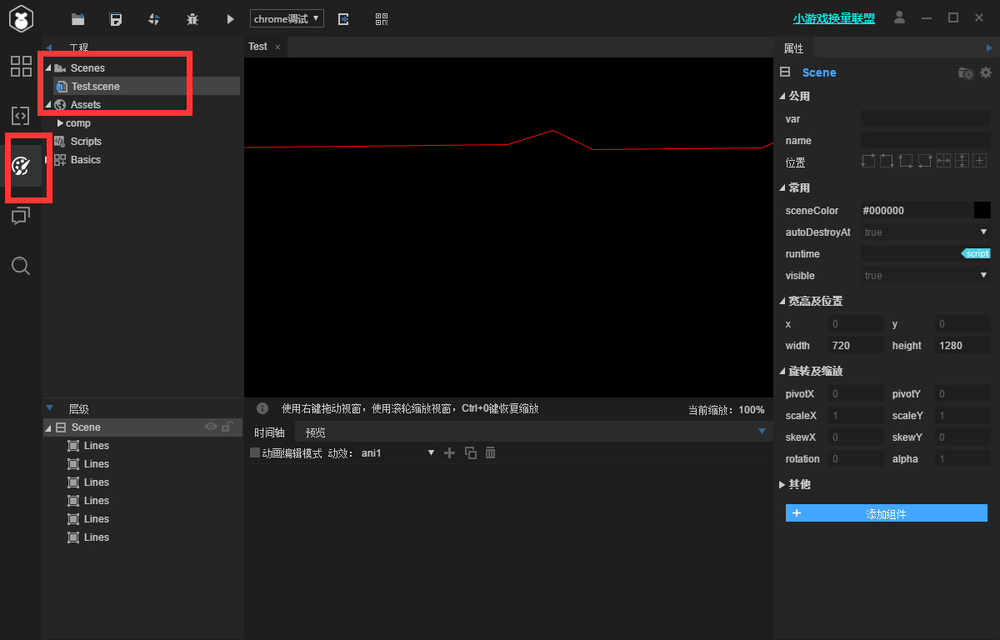 chrome调试
小游戏换量联盟
工程
Scenes
Test.scene
Assets
comp
Scripts
Basics
层级
Scene
Lines
Lines
Lines
Lines
Lines
Lines
Test ×
使用右键拖动视窗，使用滚轮缩放视窗，Ctrl+0键恢复缩放
当前缩放：100%
时间轴 预览
动画编辑模式 动效： ani1
属性
Scene
公用
var
name
位置
常用
sceneColor #000000
autoDestroyAt true
runtime script
visible true
宽高及位置
x 0 y 0
width 720 height 1280
旋转及缩放
pivotX 0 pivotY 0
scaleX 1 scaleY 1
skewX 0 skewY 0
rotation 0 alpha 1
其他
添加组件